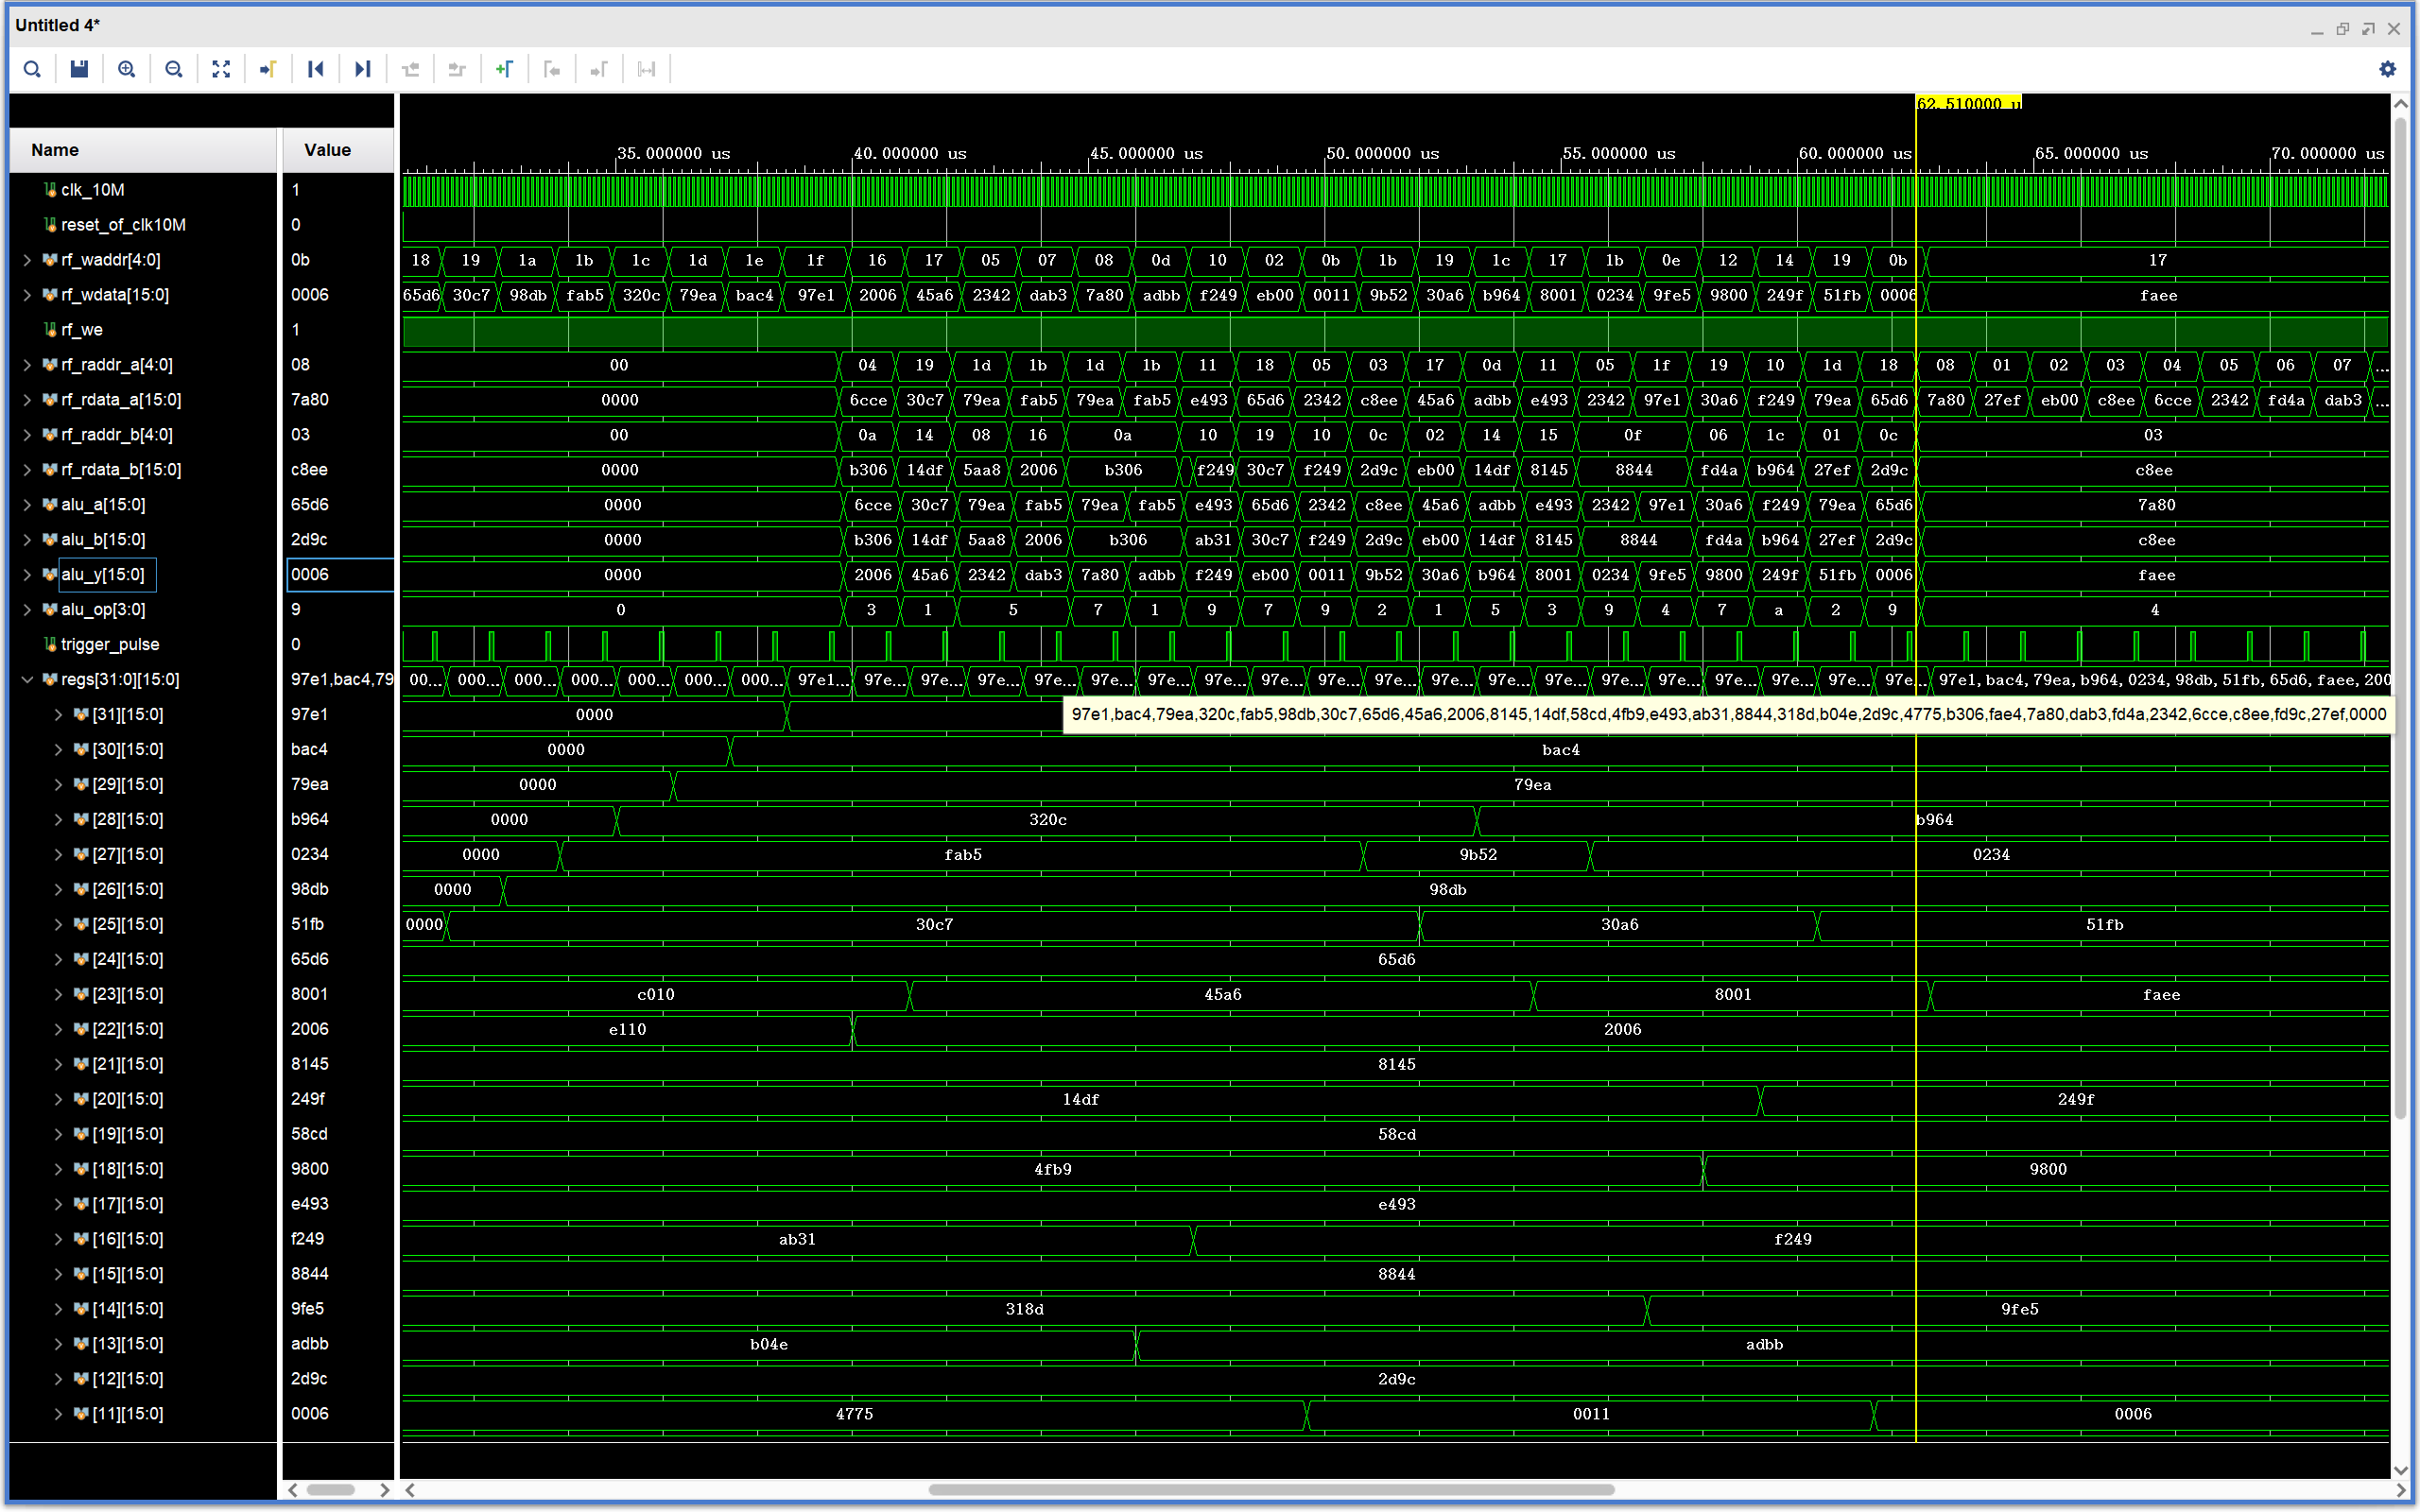 Untitled 4*
62.510000 u
Name Value
35.000000 us 40.000000 us 45.000000 us 50.000000 us 55.000000 us 60.000000 us 65.000000 us 70.000000 us
clk_10M 1
reset_of_clk10M 0
rf_waddr[4:0] 0b 18 19 1a 1b 1c 1d 1e 1f 16 17 05 07 08 0d 10 02 0b 1b 19 1c 17 1b 0e 12 14 19 0b 17
rf_wdata[15:0] 0006 65d6 30c7 98db fab5 320c 79ea bac4 97e1 2006 45a6 2342 dab3 7a80 adbb f249 eb00 0011 9b52 30a6 b964 8001 0234 9fe5 9800 249f 51fb 0006 faee
rf_we 1
rf_raddr_a[4:0] 08 00 04 19 1d 1b 1d 1b 11 18 05 03 17 0d 11 05 1f 19 10 1d 18 08 01 02 03 04 05 06 07 ...
rf_rdata_a[15:0] 7a80 0000 6cce 30c7 79ea fab5 79ea fab5 e493 65d6 2342 c8ee 45a6 adbb e493 2342 97e1 30a6 f249 79ea 65d6 7a80 27ef eb00 c8ee 6cce 2342 fd4a dab3 ...
rf_raddr_b[4:0] 03 00 0a 14 08 16 0a 10 19 10 0c 02 14 15 0f 06 1c 01 0c 03
rf_rdata_b[15:0] c8ee 0000 b306 14df 5aa8 2006 b306 f249 30c7 f249 2d9c eb00 14df 8145 8844 fd4a b964 27ef 2d9c c8ee
alu_a[15:0] 65d6 0000 6cce 30c7 79ea fab5 79ea fab5 e493 65d6 2342 c8ee 45a6 adbb e493 2342 97e1 30a6 f249 79ea 65d6 7a80
alu_b[15:0] 2d9c 0000 b306 14df 5aa8 2006 b306 ab31 30c7 f249 2d9c eb00 14df 8145 8844 fd4a b964 27ef 2d9c c8ee
alu_y[15:0] 0006 0000 2006 45a6 2342 dab3 7a80 adbb f249 eb00 0011 9b52 30a6 b964 8001 0234 9fe5 9800 249f 51fb 0006 faee
alu_op[3:0] 9 0 3 1 5 7 1 9 7 9 2 1 5 3 9 4 7 a 2 9 4
trigger_pulse 0
regs[31:0][15:0] 97e1,bac4,79 00... 000... 000... 000... 000... 000... 000... 97e1... 97e... 97e... 97e... 97e... 97e... 97e... 97e... 97e... 97e... 97e... 97e... 97e... 97e... 97e... 97e... 97e... 97e... 97e... 97e... 97e1,bac4,79ea,b964,0234,98db,51fb,65d6,faee,200
[31][15:0] 97e1 0000 97e1,bac4,79ea,320c,fab5,98db,30c7,65d6,45a6,2006,8145,14df,58cd,4fb9,e493,ab31,8844,318d,b04e,2d9c,4775,b306,fae4,7a80,dab3,fd4a,2342,6cce,c8ee,fd9c,27ef,0000
[30][15:0] bac4 0000 bac4
[29][15:0] 79ea 0000 79ea
[28][15:0] b964 0000 320c b964
[27][15:0] 0234 0000 fab5 9b52 0234
[26][15:0] 98db 0000 98db
[25][15:0] 51fb 0000 30c7 30a6 51fb
[24][15:0] 65d6 65d6
[23][15:0] 8001 c010 45a6 8001 faee
[22][15:0] 2006 e110 2006
[21][15:0] 8145 8145
[20][15:0] 249f 14df 249f
[19][15:0] 58cd 58cd
[18][15:0] 9800 4fb9 9800
[17][15:0] e493 e493
[16][15:0] f249 ab31 f249
[15][15:0] 8844 8844
[14][15:0] 9fe5 318d 9fe5
[13][15:0] adbb b04e adbb
[12][15:0] 2d9c 2d9c
[11][15:0] 0006 4775 0011 0006